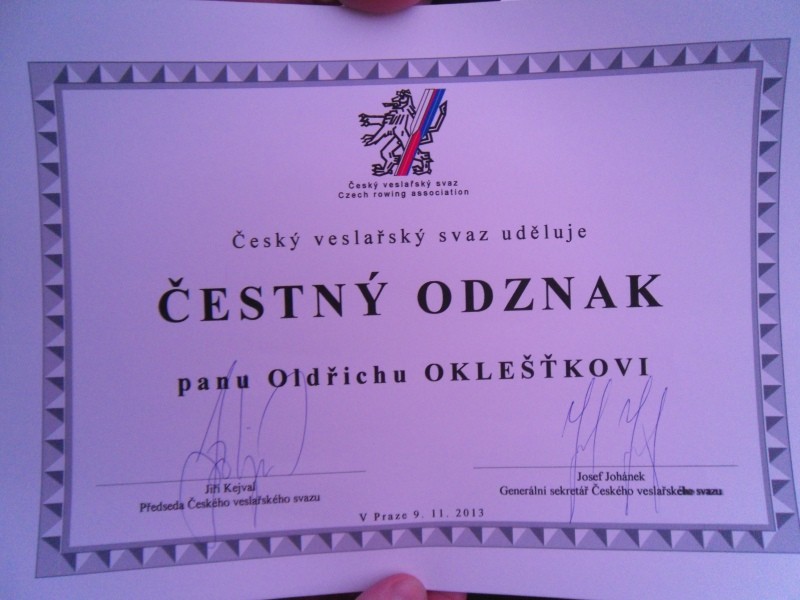 Český veslařský svaz
Czech rowing association
Český veslařský svaz uděluje
ČESTNÝ ODZNAK
panu Oldřichu OKLEŠŤKOVI
Jiří Kejval
Předseda Českého veslařského svazu
Josef Johánek
Generální sekretář Českého veslařského svazu
V Praze 9. 11. 2013